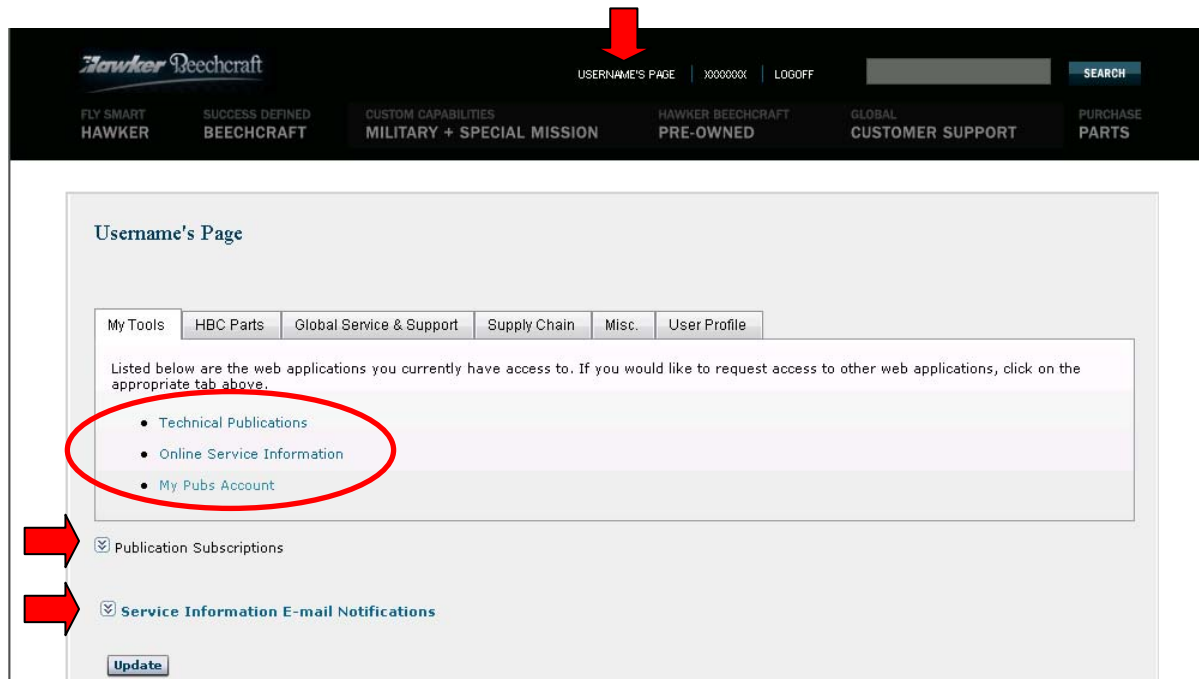 Hawker Beechcraft
USERNAME'S PAGE XXXXXXX LOGOFF
SEARCH
FLY SMART
HAWKER
SUCCESS DEFINED
BEECHCRAFT
CUSTOM CAPABILITIES
MILITARY + SPECIAL MISSION
HAWKER BEECHCRAFT
PRE-OWNED
GLOBAL
CUSTOMER SUPPORT
PURCHASE
PARTS
Username's Page
My Tools HBC Parts Global Service & Support Supply Chain Misc. User Profile
Listed below are the web applications you currently have access to. If you would like to request access to other web applications, click on the
appropriate tab above.
• Technical Publications
• Online Service Information
• My Pubs Account
Publication Subscriptions
Service Information E-mail Notifications
Update